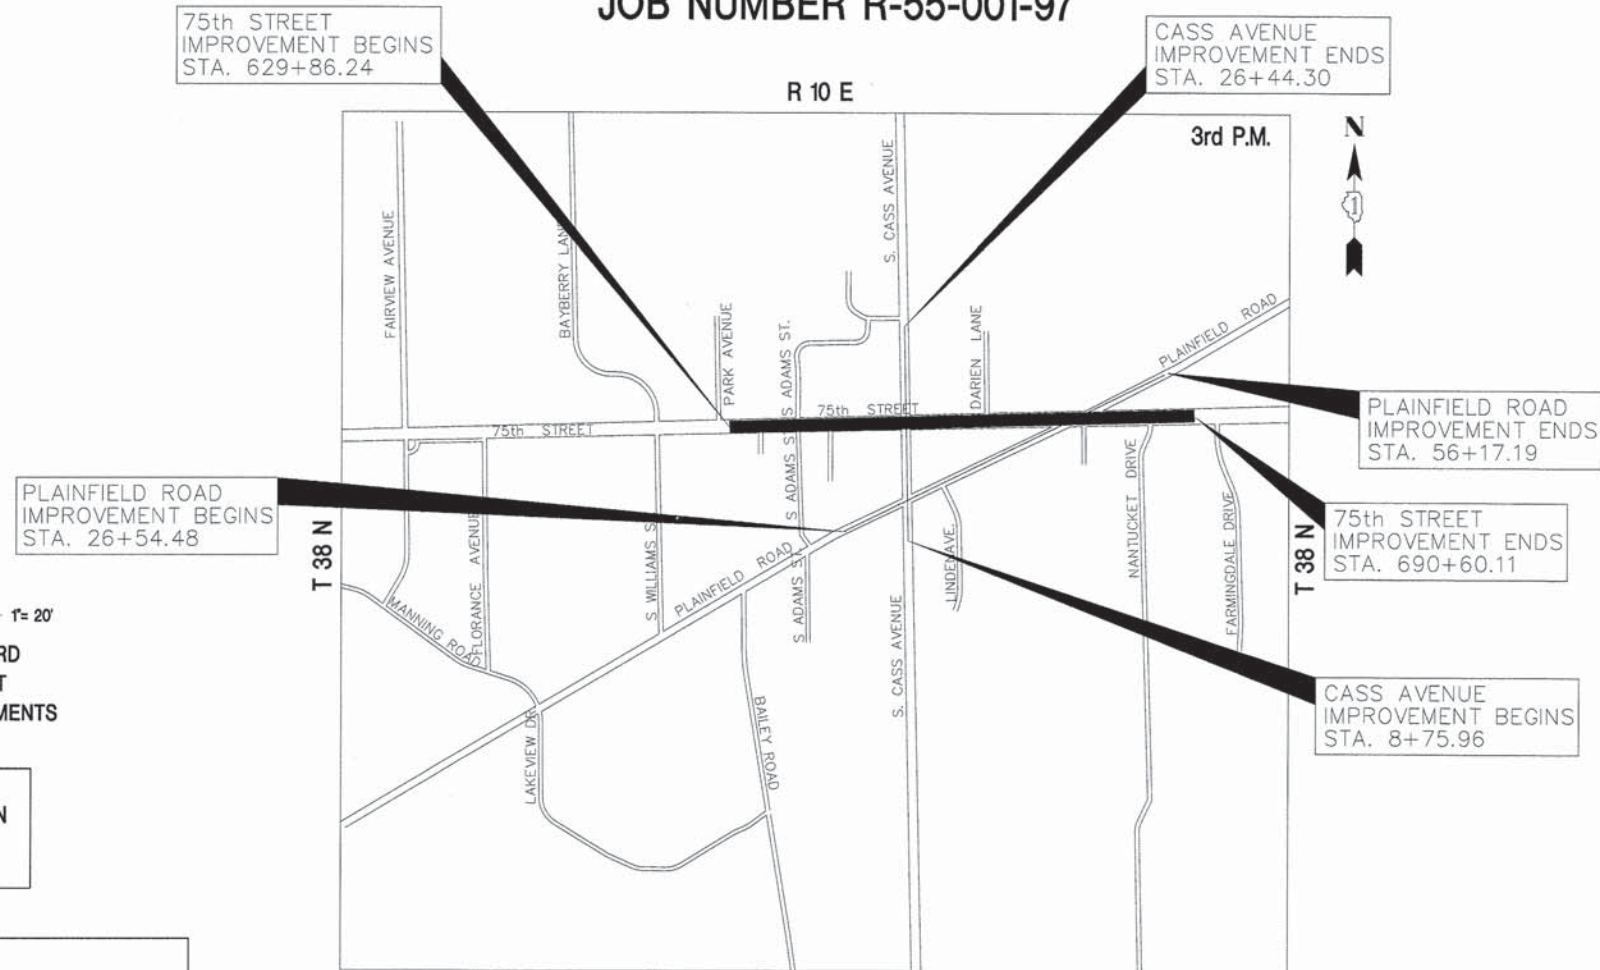 JOB NUMBER R-55-001-97
75th STREET
IMPROVEMENT BEGINS
STA. 629+86.24
CASS AVENUE
IMPROVEMENT ENDS
STA. 26+44.30
R 10 E
3rd P.M.
N
1
FAIRVIEW AVENUE
BAYBERRY LANE
PARK AVENUE
S ADAMS ST.
S. CASS AVENUE
DARIEN LANE
PLAINFIELD ROAD
75th STREET
75th STREET
PLAINFIELD ROAD
IMPROVEMENT ENDS
STA. 56+17.19
PLAINFIELD ROAD
IMPROVEMENT BEGINS
STA. 26+54.48
75th STREET
IMPROVEMENT ENDS
STA. 690+60.11
T 38 N
T 38 N
MANNING ROAD
FLORANCE AVENUE
S WILLIAMS S
PLAINFIELD ROAD
S ADAMS S
S ADAMS S
S. CASS AVENUE
LINDEN AVE.
NANTUCKET DRIVE
FARMINGDALE DRIVE
LAKEVIEW DR
BAILEY ROAD
CASS AVENUE
IMPROVEMENT BEGINS
STA. 8+75.96
1"= 20'
RD
T
MENTS
N